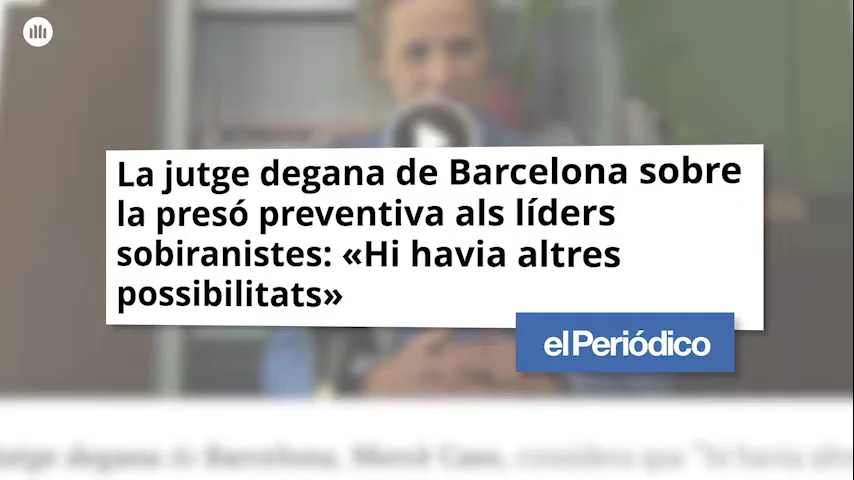 La jutge degana de Barcelona sobre
la presó preventiva als líders
sobiranistes: «Hi havia altres
possibilitats»
elPeriódico